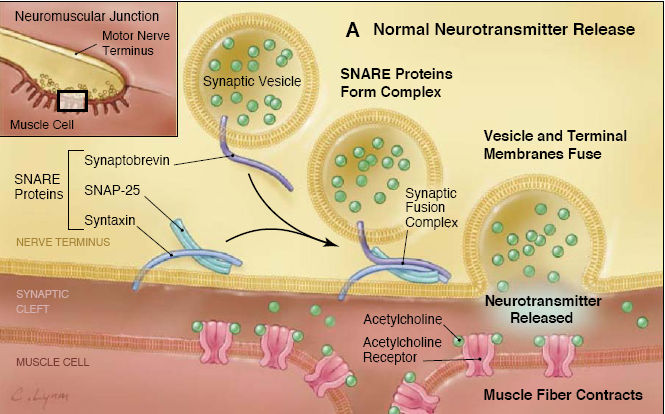 Neuromuscular Junction
Motor Nerve
Terminus
Muscle Cell
A Normal Neurotransmitter Release
Synaptic Vesicle
SNARE Proteins
Form Complex
Vesicle and Terminal
Membranes Fuse
SNARE
Proteins
Synaptobrevin
SNAP-25
Syntaxin
Synaptic
Fusion
Complex
NERVE TERMINUS
SYNAPTIC
CLEFT
Neurotransmitter
Released
Acetylcholine
Acetylcholine
Receptor
MUSCLE CELL
Muscle Fiber Contracts
C. Lynm